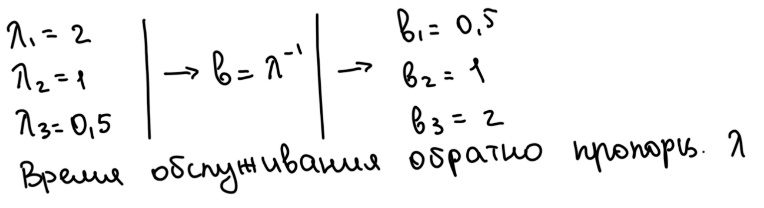 λ₁ = 2 | → b = λ⁻¹ | → b₁ = 0,5
λ₂ = 1 b₂ = 1
λ₃ = 0,5 b₃ = 2
Время обслуживания обратно пропорц. λ